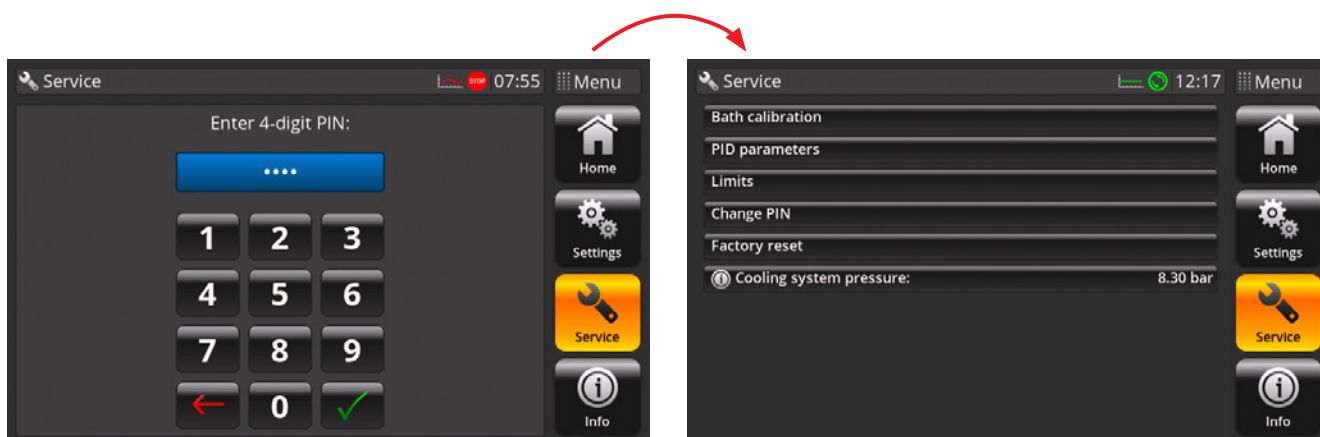 Service
STOP 07:55
Menu
Enter 4-digit PIN:
••••
1 2 3
4 5 6
7 8 9
0
Home
Settings
Service
Info
Service
12:17
Menu
Bath calibration
PID parameters
Limits
Change PIN
Factory reset
Cooling system pressure: 8.30 bar
Home
Settings
Service
Info